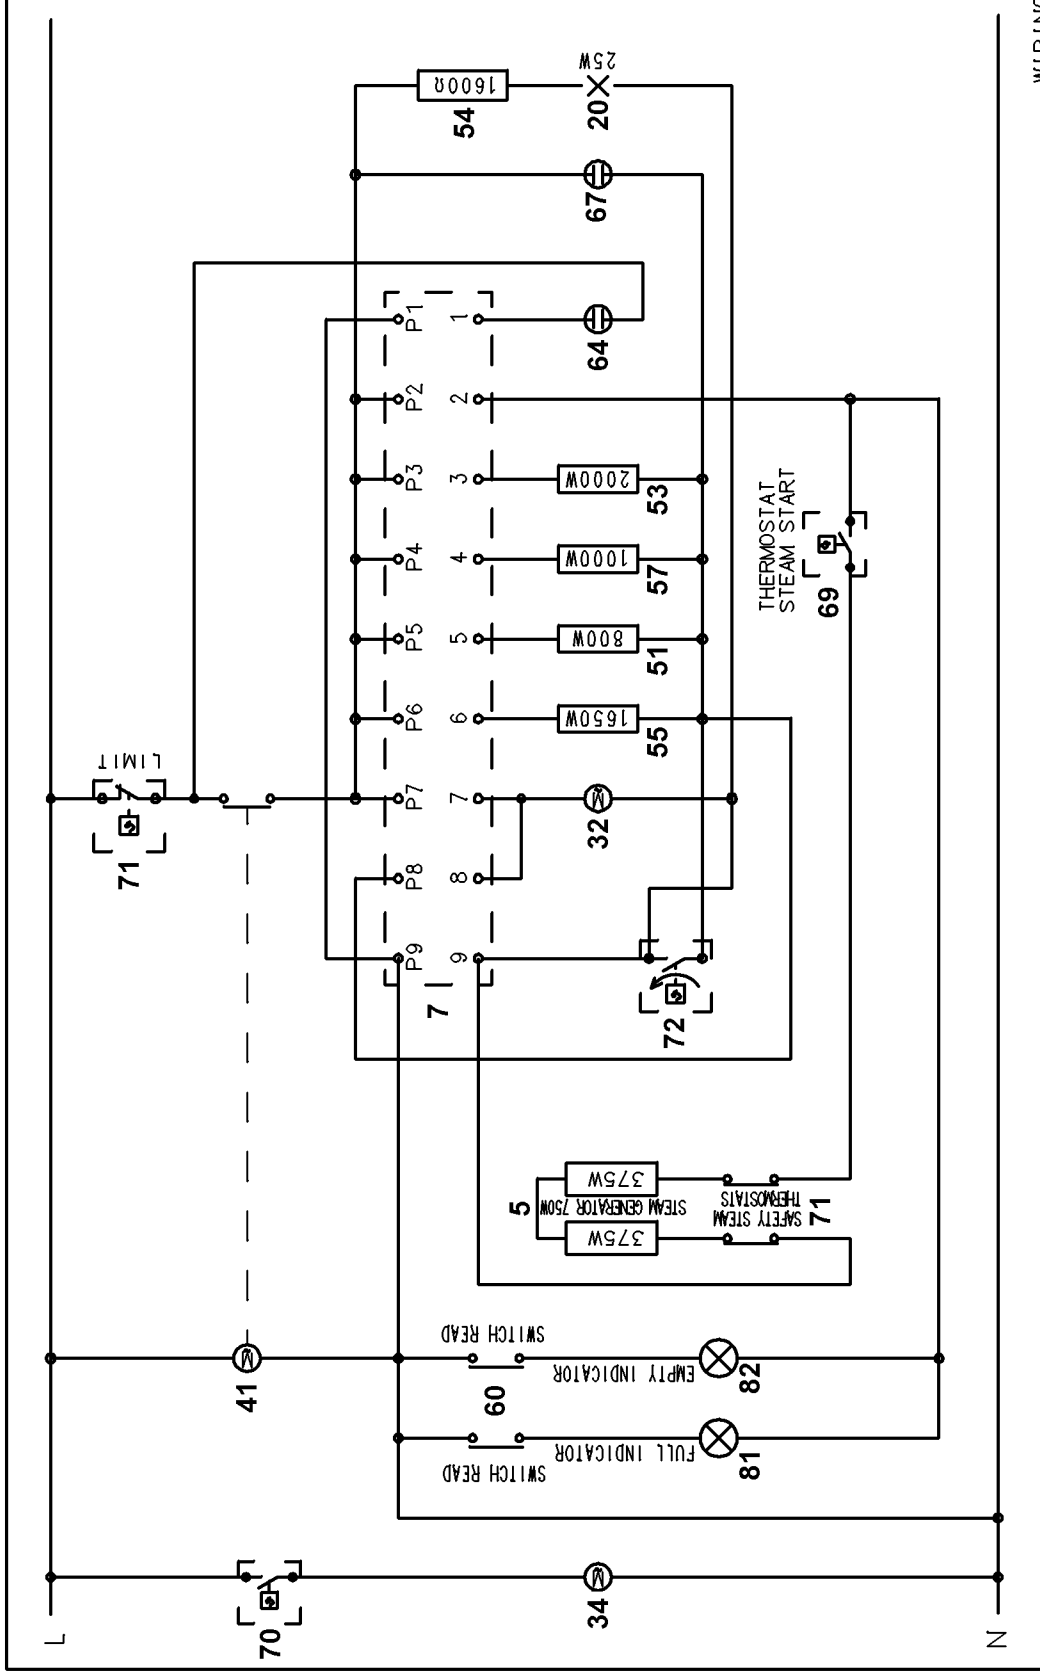 L
N
70
34
41
SWITCH REED
FULL INDICATOR
81
60
SWITCH READ
EMPTY INDICATOR
82
5
375W
375W
STEAM GENERATOR 750W
SAFETY STEAM
THERMOSTATS
71
71
LIMIT
7
P9
P8
P7
P6
P5
P4
P3
P2
P1
9
8
7
6
5
4
3
2
1
72
32
1650W
55
800W
51
1000W
57
2000W
53
64
67
1600Ω
54
25W
20
THERMOSTAT
STEAM START
69